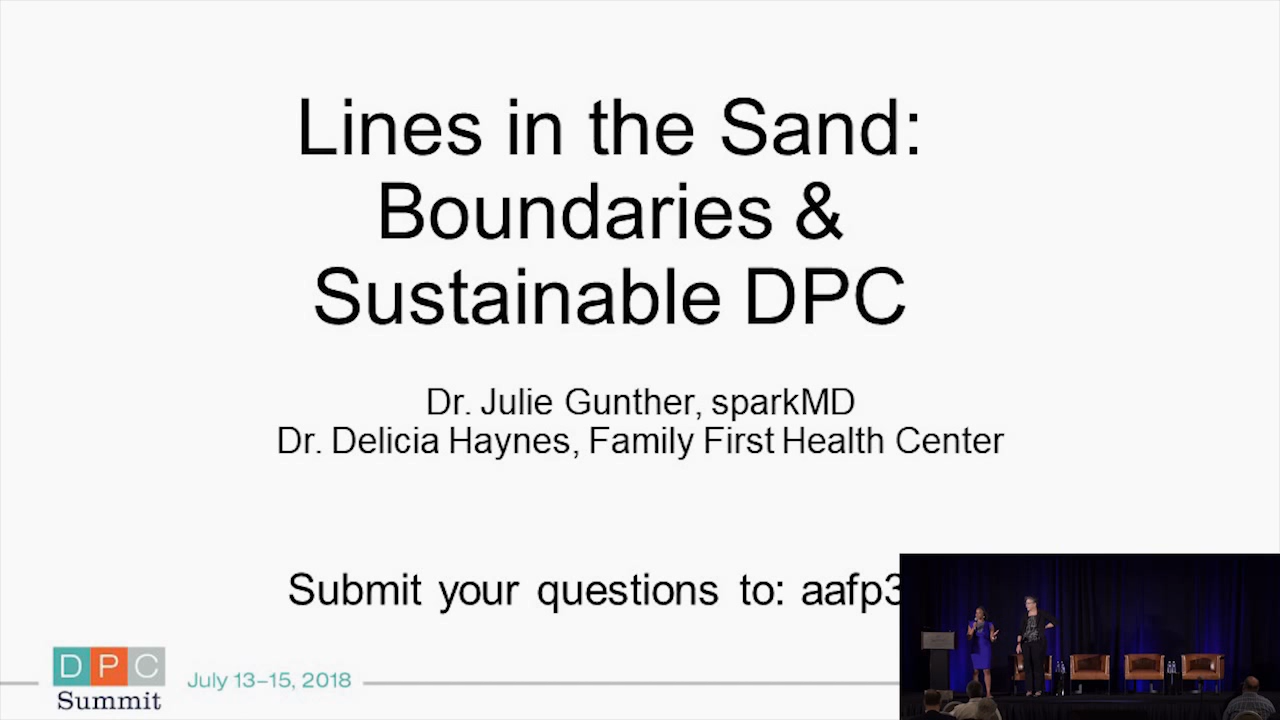 Lines in the Sand:
Boundaries &
Sustainable DPC
Dr. Julie Gunther, sparkMD
Dr. Delicia Haynes, Family First Health Center
Submit your questions to: aafp3
DPC
Summit
July 13–15, 2018